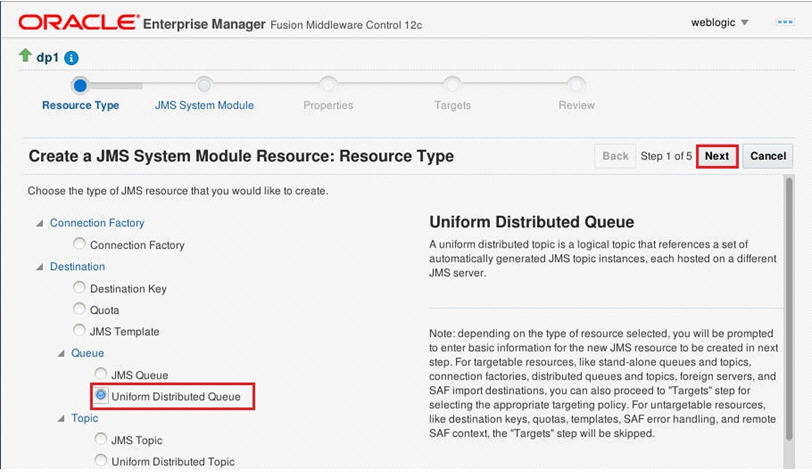 ORACLE Enterprise Manager Fusion Middleware Control 12c weblogic
dp1
Resource Type JMS System Module Properties Targets Review
Create a JMS System Module Resource: Resource Type Back Step 1 of 5 Next Cancel
Choose the type of JMS resource that you would like to create.
Connection Factory
Connection Factory
Destination
Destination Key
Quota
JMS Template
Queue
JMS Queue
Uniform Distributed Queue
Topic
JMS Topic
Uniform Distributed Topic
Uniform Distributed Queue
A uniform distributed topic is a logical topic that references a set of
automatically generated JMS topic instances, each hosted on a different
JMS server.
Note: depending on the type of resource selected, you will be prompted
to enter basic information for the new JMS resource to be created in next
step. For targetable resources, like stand-alone queues and topics,
connection factories, distributed queues and topics, foreign servers, and
SAF import destinations, you can also proceed to "Targets" step for
selecting the appropriate targeting policy. For untargetable resources,
like destination keys, quotas, templates, SAF error handling, and remote
SAF context, the "Targets" step will be skipped.